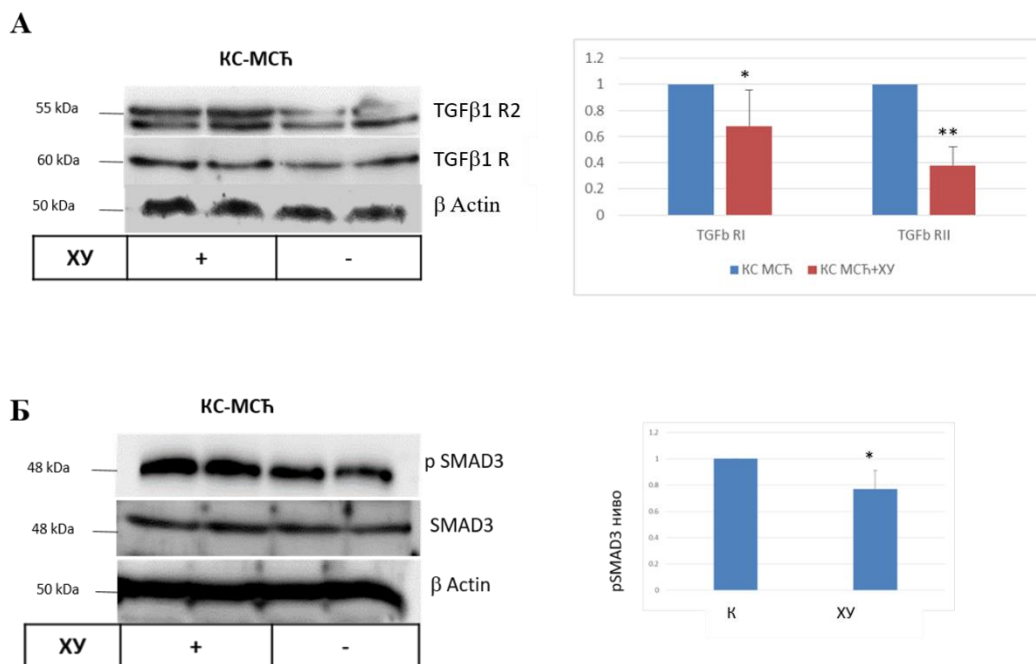 А
КС-МСЋ
55 kDa
TGFβ1 R2
60 kDa
TGFβ1 R
50 kDa
β Actin
ХУ + -
1.2
1
0.8
0.6
0.4
0.2
0
*
**
TGFb RI TGFb RII
КС МСЋ КС МСЋ+ХУ
Б
КС-МСЋ
48 kDa
p SMAD3
48 kDa
SMAD3
50 kDa
β Actin
ХУ + -
pSMAD3 ниво
1.2
1
0.8
0.6
0.4
0.2
0
*
К ХУ